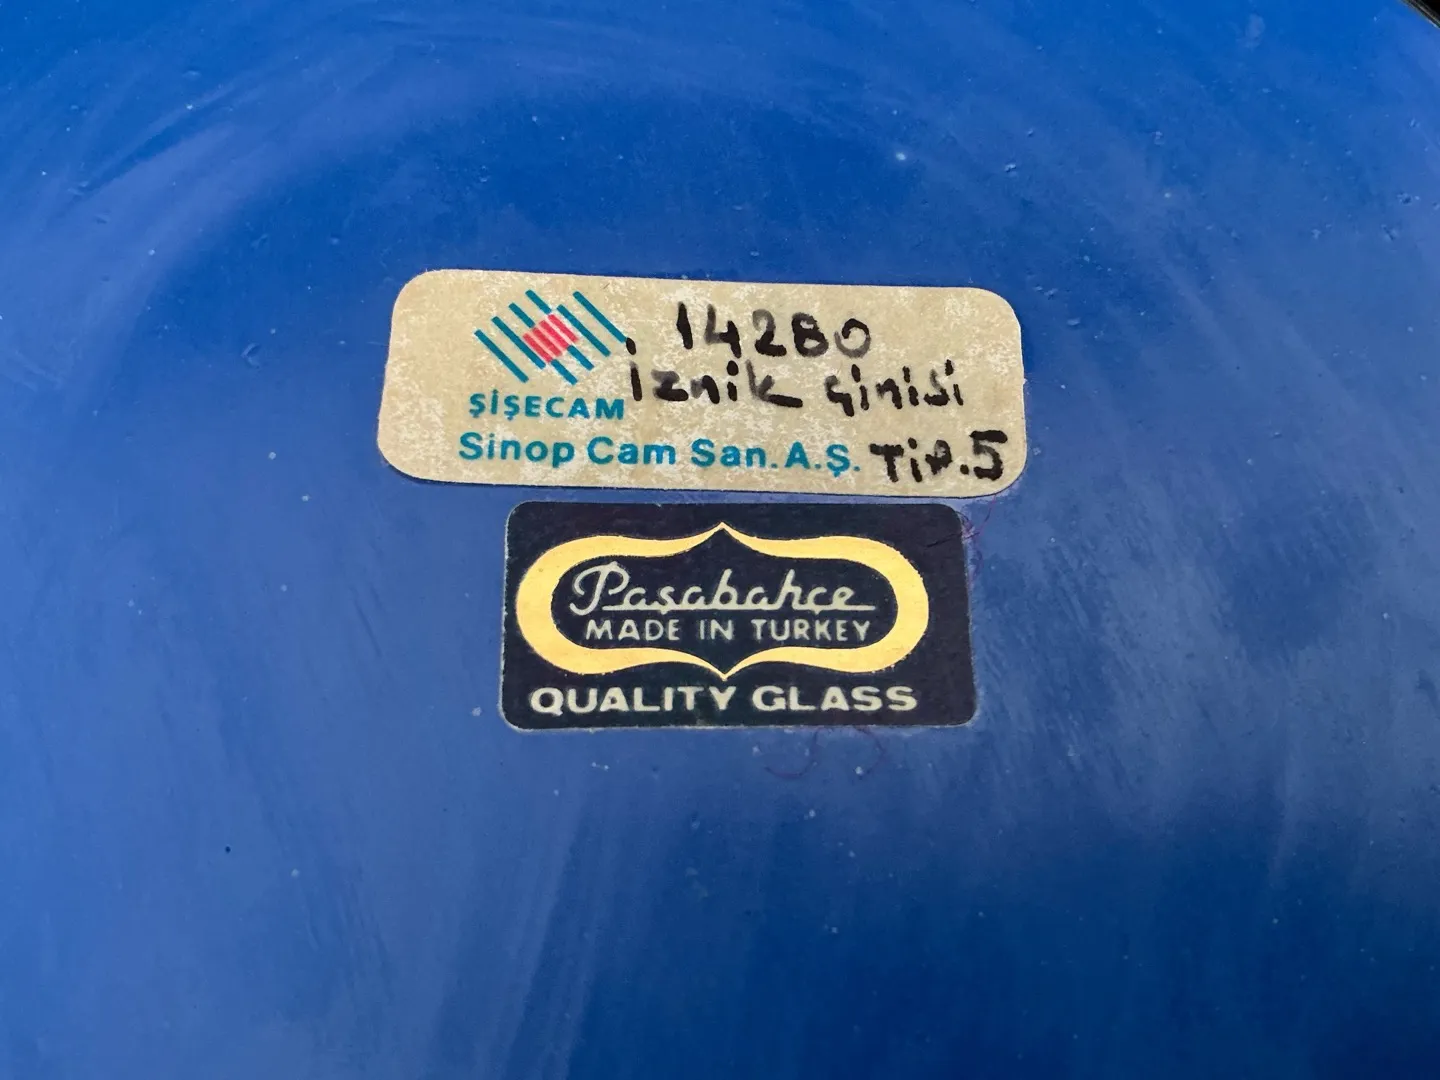 14280
İznik çinisi
ŞİŞECAM
Sinop Cam San. A.Ş. Tip.5
Paşabahçe
MADE IN TURKEY
QUALITY GLASS